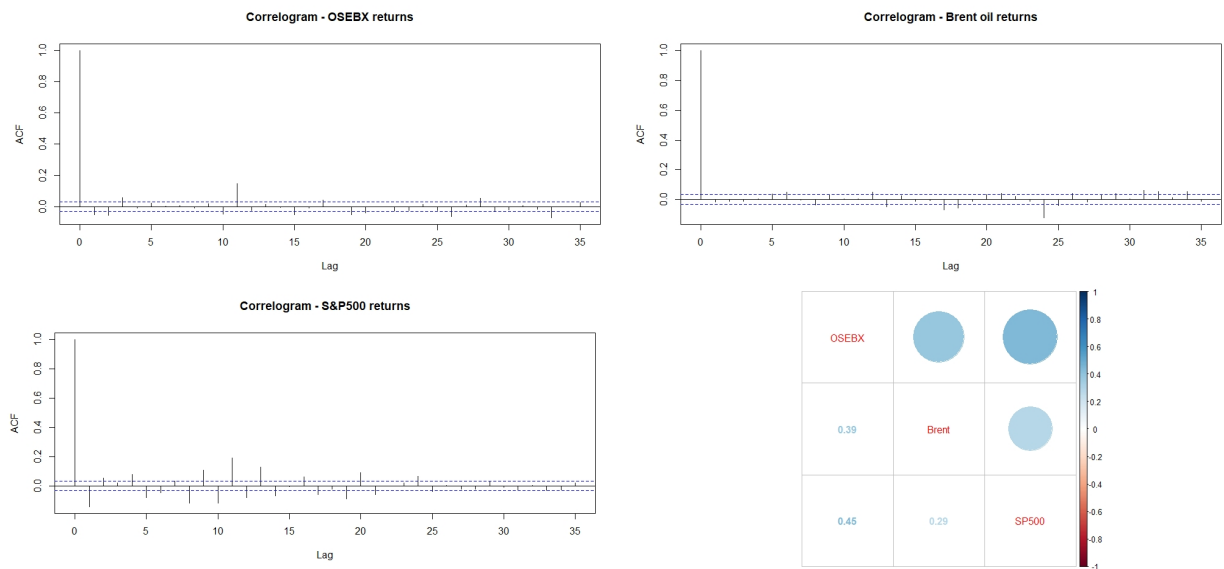 Correlogram - OSEBX returns
ACF
0.0 0.2 0.4 0.6 0.8 1.0
0 5 10 15 20 25 30 35
Lag
Correlogram - Brent oil returns
ACF
0.0 0.2 0.4 0.6 0.8 1.0
0 5 10 15 20 25 30 35
Lag
Correlogram - S&P500 returns
ACF
0.0 0.2 0.4 0.6 0.8 1.0
0 5 10 15 20 25 30 35
Lag
OSEBX
0.39 Brent
0.45 0.29 SP500
1
0.8
0.6
0.4
0.2
0
-0.2
-0.4
-0.6
-0.8
-1